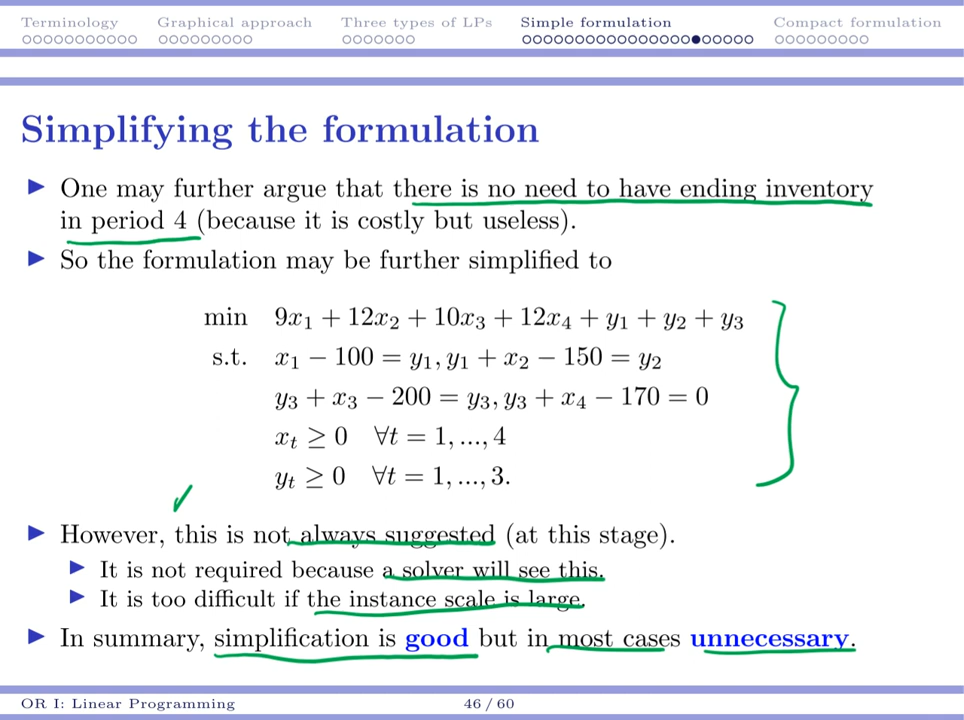 Terminology Graphical approach Three types of LPs Simple formulation Compact formulation
Simplifying the formulation
▶ One may further argue that there is no need to have ending inventory
in period 4 (because it is costly but useless).
▶ So the formulation may be further simplified to
min 9x₁ + 12x₂ + 10x₃ + 12x₄ + y₁ + y₂ + y₃
s.t. x₁ − 100 = y₁, y₁ + x₂ − 150 = y₂
y₃ + x₃ − 200 = y₃, y₃ + x₄ − 170 = 0
xₜ ≥ 0 ∀t = 1, ..., 4
yₜ ≥ 0 ∀t = 1, ..., 3.
▶ However, this is not always suggested (at this stage).
▶ It is not required because a solver will see this.
▶ It is too difficult if the instance scale is large.
▶ In summary, simplification is good but in most cases unnecessary.
OR I: Linear Programming 46 / 60